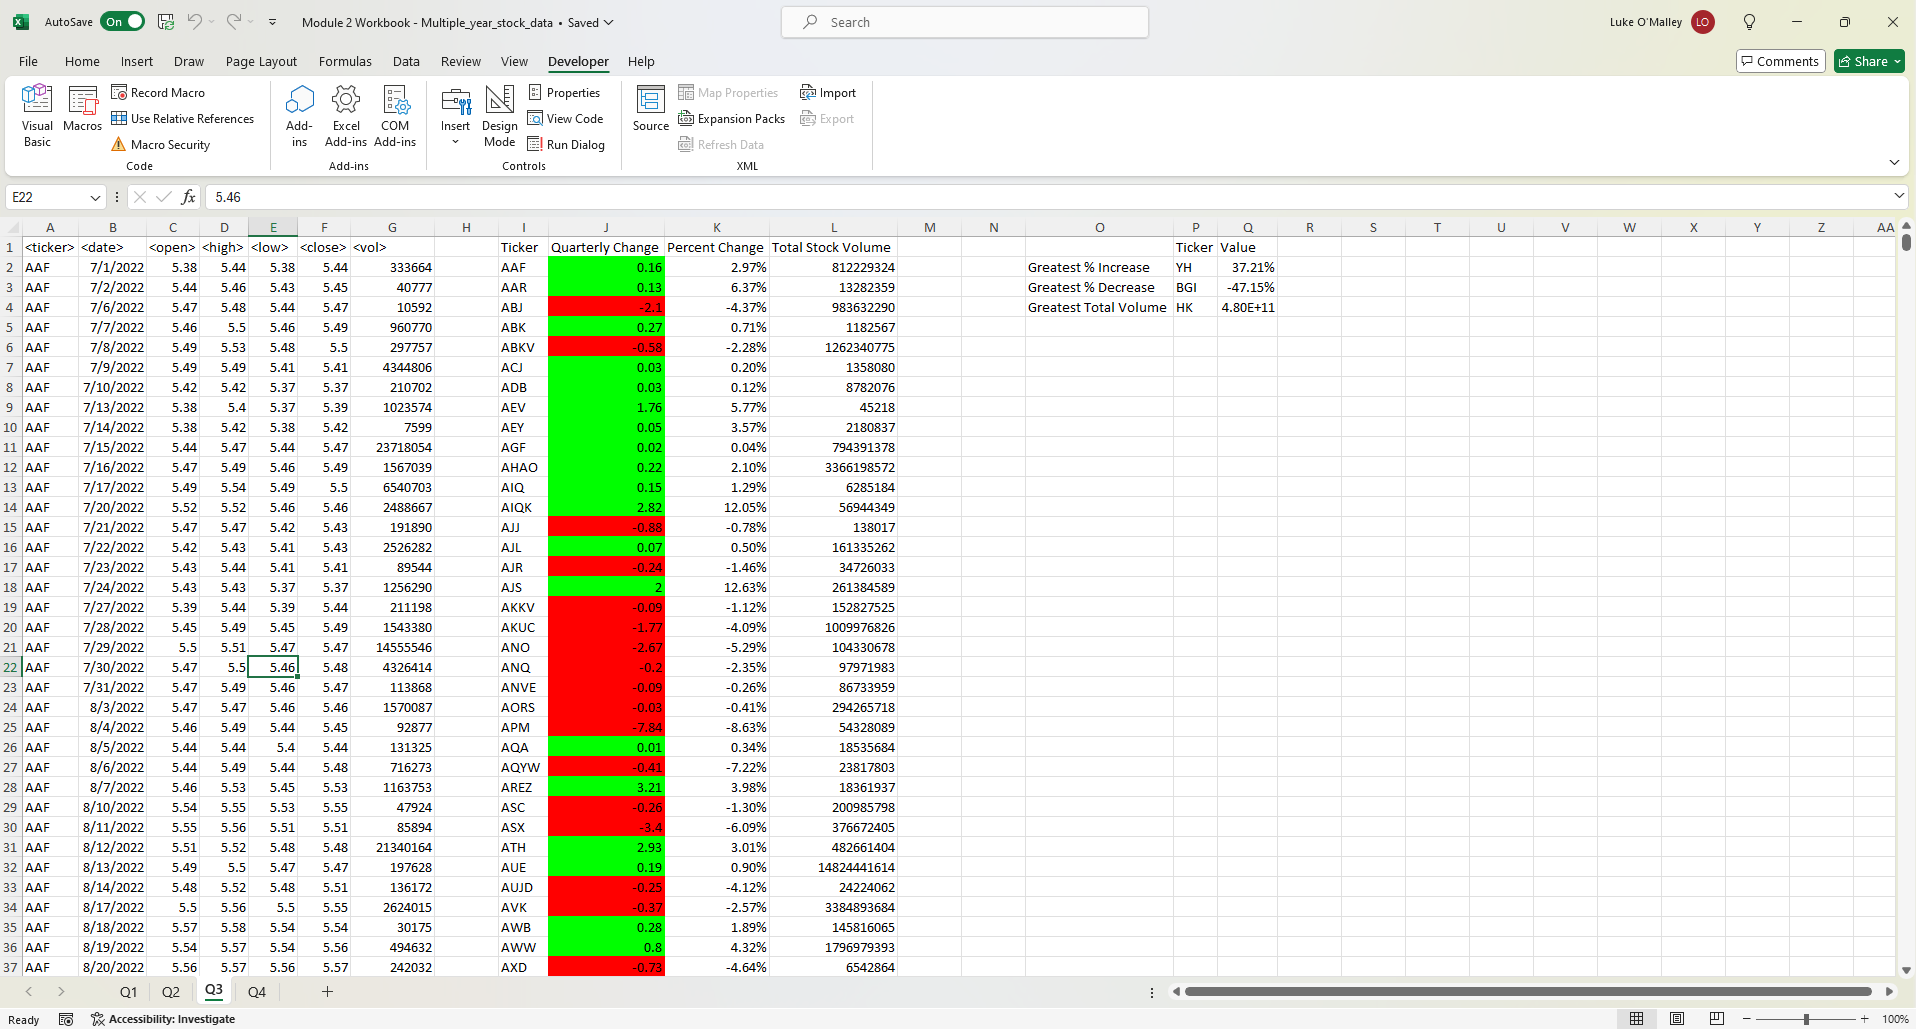 AutoSave On Module 2 Workbook - Multiple_year_stock_data • Saved Search Luke O'Malley LO
File Home Insert Draw Page Layout Formulas Data Review View Developer Help Comments Share
Visual Basic
Macros
Record Macro
Use Relative References
Macro Security
Code
Add-ins
Excel Add-ins
COM Add-ins
Add-ins
Insert
Design Mode
Properties
View Code
Run Dialog
Controls
Source
Map Properties
Expansion Packs
Refresh Data
Import
Export
XML
E22 fx 5.46
A B C D E F G H I J K L M N O P Q R S T U V W X Y Z AA
1 <ticker> <date> <open> <high> <low> <close> <vol> Ticker Quarterly Change Percent Change Total Stock Volume Ticker Value
2 AAF 7/1/2022 5.38 5.44 5.38 5.44 333664 AAF 0.16 2.97% 812229324 Greatest % Increase YH 37.21%
3 AAF 7/2/2022 5.44 5.46 5.43 5.45 40777 AAR 0.13 6.37% 13282359 Greatest % Decrease BGI -47.15%
4 AAF 7/6/2022 5.47 5.48 5.44 5.47 10592 ABJ -2.1 -4.37% 983632290 Greatest Total Volume HK 4.80E+11
5 AAF 7/7/2022 5.46 5.5 5.46 5.49 960770 ABK 0.27 0.71% 1182567
6 AAF 7/8/2022 5.49 5.53 5.48 5.5 297757 ABKV -0.58 -2.28% 1262340775
7 AAF 7/9/2022 5.49 5.49 5.41 5.41 4344806 ACJ 0.03 0.20% 1358080
8 AAF 7/10/2022 5.42 5.42 5.37 5.37 210702 ADB 0.03 0.12% 8782076
9 AAF 7/13/2022 5.38 5.4 5.37 5.39 1023574 AEV 1.76 5.77% 45218
10 AAF 7/14/2022 5.38 5.42 5.38 5.42 7599 AEY 0.05 3.57% 2180837
11 AAF 7/15/2022 5.44 5.47 5.44 5.47 23718054 AGF 0.02 0.04% 794391378
12 AAF 7/16/2022 5.47 5.49 5.46 5.49 1567039 AHAO 0.22 2.10% 3366198572
13 AAF 7/17/2022 5.49 5.54 5.49 5.5 6540703 AIQ 0.15 1.29% 6285184
14 AAF 7/20/2022 5.52 5.52 5.46 5.46 2488667 AIQK 2.82 12.05% 56944349
15 AAF 7/21/2022 5.47 5.47 5.42 5.43 191890 AJJ -0.88 -0.78% 138017
16 AAF 7/22/2022 5.42 5.43 5.41 5.43 2526282 AJL 0.07 0.50% 161335262
17 AAF 7/23/2022 5.43 5.44 5.41 5.41 89544 AJR -0.24 -1.46% 34726033
18 AAF 7/24/2022 5.43 5.43 5.37 5.37 1256290 AJS 2 12.63% 261384589
19 AAF 7/27/2022 5.39 5.44 5.39 5.44 211198 AKKV -0.09 -1.12% 152827525
20 AAF 7/28/2022 5.45 5.49 5.45 5.49 1543380 AKUC -1.77 -4.09% 1009976826
21 AAF 7/29/2022 5.5 5.51 5.47 5.47 14555546 ANO -2.67 -5.29% 104330678
22 AAF 7/30/2022 5.47 5.5 5.46 5.48 4326414 ANQ -0.2 -2.35% 97971983
23 AAF 7/31/2022 5.47 5.49 5.46 5.47 113868 ANVE -0.09 -0.26% 86733959
24 AAF 8/3/2022 5.47 5.47 5.46 5.46 1570087 AORS -0.03 -0.41% 294265718
25 AAF 8/4/2022 5.46 5.49 5.44 5.45 92877 APM -7.84 -8.63% 54328089
26 AAF 8/5/2022 5.44 5.44 5.4 5.44 131325 AQA 0.01 0.34% 18535684
27 AAF 8/6/2022 5.44 5.49 5.44 5.48 716273 AQYW -0.41 -7.22% 23817803
28 AAF 8/7/2022 5.46 5.53 5.45 5.53 1163753 AREZ 3.21 3.98% 18361937
29 AAF 8/10/2022 5.54 5.55 5.53 5.55 47924 ASC -0.26 -1.30% 200985798
30 AAF 8/11/2022 5.55 5.56 5.51 5.51 85894 ASX -3.4 -6.09% 376672405
31 AAF 8/12/2022 5.51 5.52 5.48 5.48 21340164 ATH 2.93 3.01% 482661404
32 AAF 8/13/2022 5.49 5.5 5.47 5.47 197628 AUE 0.19 0.90% 14824441614
33 AAF 8/14/2022 5.48 5.52 5.48 5.51 136172 AUJD -0.25 -4.12% 24224062
34 AAF 8/17/2022 5.5 5.56 5.5 5.55 2624015 AVK -0.37 -2.57% 3384893684
35 AAF 8/18/2022 5.57 5.58 5.54 5.54 30175 AWB 0.28 1.89% 145816065
36 AAF 8/19/2022 5.54 5.57 5.54 5.56 494632 AWW 0.8 4.32% 1796979393
37 AAF 8/20/2022 5.56 5.57 5.56 5.57 242032 AXD -0.73 -4.64% 6542864
Q1 Q2 Q3 Q4
Ready Accessibility: Investigate 100%